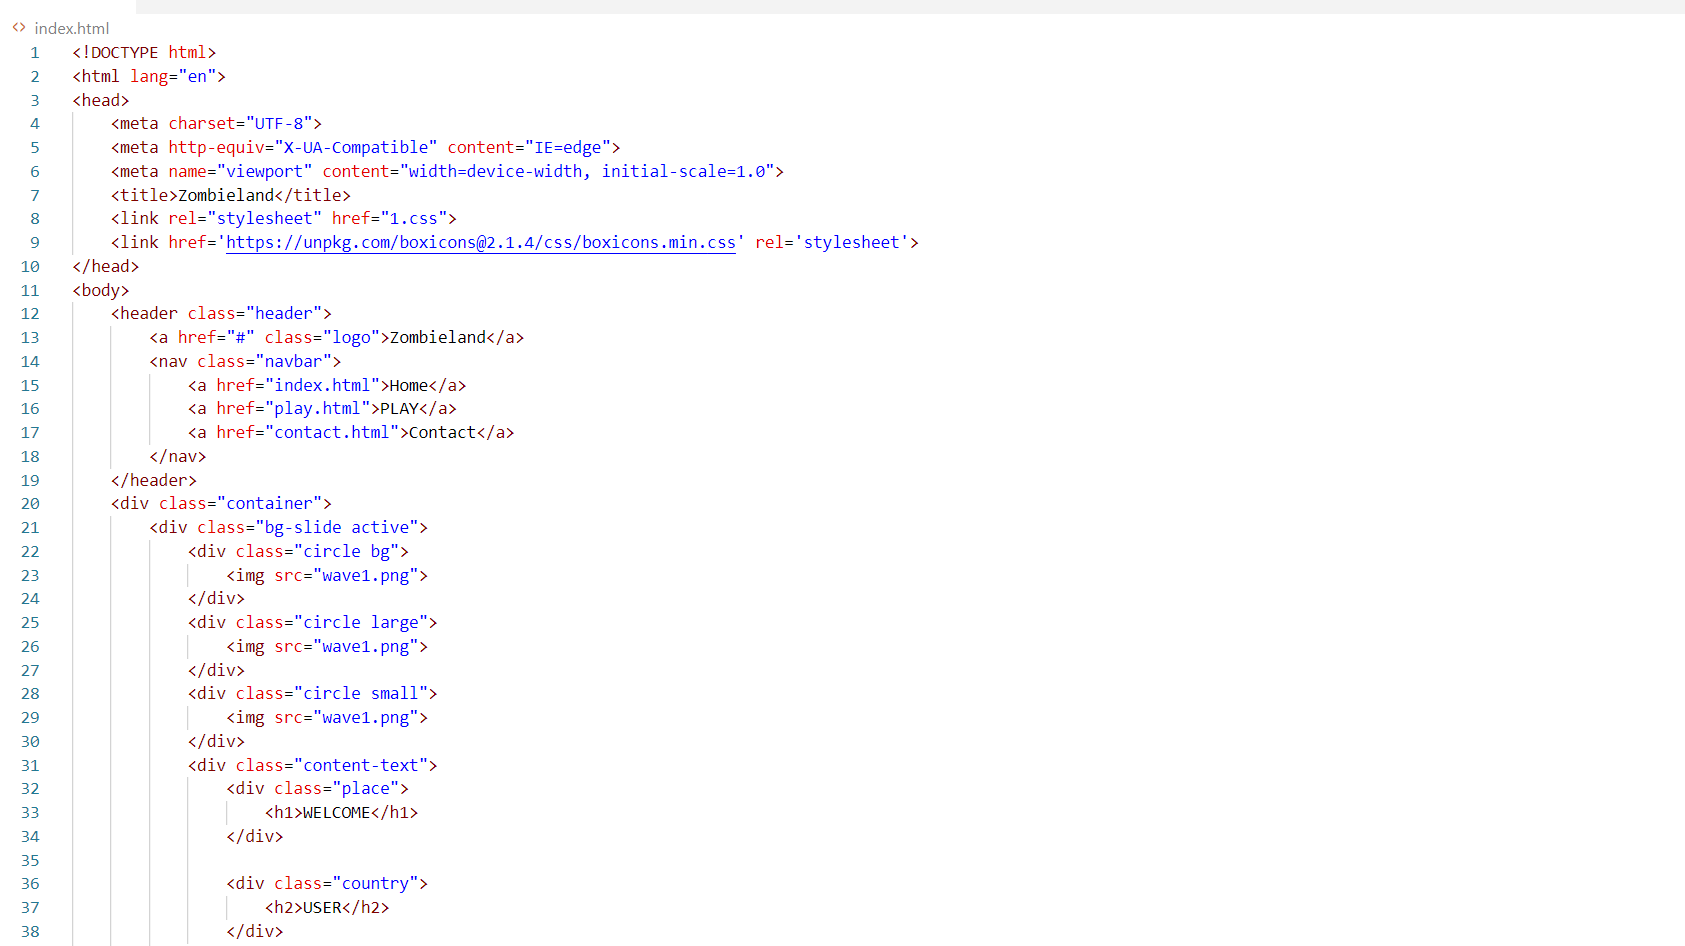 <> index.html
1 <!DOCTYPE html>
2 <html lang="en">
3 <head>
4     <meta charset="UTF-8">
5     <meta http-equiv="X-UA-Compatible" content="IE=edge">
6     <meta name="viewport" content="width=device-width, initial-scale=1.0">
7     <title>Zombieland</title>
8     <link rel="stylesheet" href="1.css">
9     <link href='https://unpkg.com/boxicons@2.1.4/css/boxicons.min.css' rel='stylesheet'>
10 </head>
11 <body>
12     <header class="header">
13         <a href="#" class="logo">Zombieland</a>
14         <nav class="navbar">
15             <a href="index.html">Home</a>
16             <a href="play.html">PLAY</a>
17             <a href="contact.html">Contact</a>
18         </nav>
19     </header>
20     <div class="container">
21         <div class="bg-slide active">
22             <div class="circle bg">
23                 <img src="wave1.png">
24             </div>
25             <div class="circle large">
26                 <img src="wave1.png">
27             </div>
28             <div class="circle small">
29                 <img src="wave1.png">
30             </div>
31             <div class="content-text">
32                 <div class="place">
33                     <h1>WELCOME</h1>
34                 </div>
35
36                 <div class="country">
37                     <h2>USER</h2>
38                 </div>